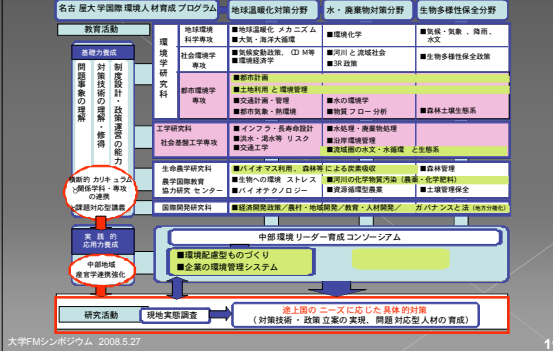 名古屋大学国際環境人材育成プログラム
地球温暖化対策分野
水・廃棄物対策分野
生物多様性保全分野
教育活動
基礎力養成
問題事象の理解
対策技術の理解・修得
制度設計・政策運営の能力
横断的カリキュラム
関係学科・専攻
の連携
課題対応型講義
環境学研究科
地球環境
科学専攻
■地球温暖化メカニズム
■大気・海洋大循環
■環境化学
■気候・気象、降雨、
水文
社会環境学
専攻
■気候変動政策、CDM等
■環境経済学
■河川と流域社会
■3R政策
■生物多様性保全政策
都市環境学
専攻
■都市計画
■土地利用と環境管理
■交通計画・管理
■都市気象・熱環境
■水の環境学
■物質フロー分析
■森林土壌生態系
工学研究科
社会基盤工学専攻
■インフラ・長寿命設計
■洪水・渇水等リスク
■交通工学
■水処理・廃棄物処理
■沿岸環境管理
■流域圏の水文・水循環と生態系
生命農学研究科
農学国際教育
協力研究センター
■バイオマス利用、森林等による炭素吸収
■生物への環境ストレス
■バイオテクノロジー
■河川の化学物質汚染(農薬・化学肥料)
■資源循環型農業
■森林管理
■土壌管理保全
国際開発研究科
■経済開発政策/農村・地域開発/教育・人材開発/ガバナンスと法(地方分権化)
実践的
応用力養成
中部地域
産官学連携強化
中部環境リーダー育成コンソーシアム
■環境配慮型ものづくり
■企業の環境管理システム
研究活動
現地実態調査
途上国のニーズに応じた具体的対策
(対策技術・政策立案の実現、問題対応型人材の育成)
大学FMシンポジウム 2008.5.27